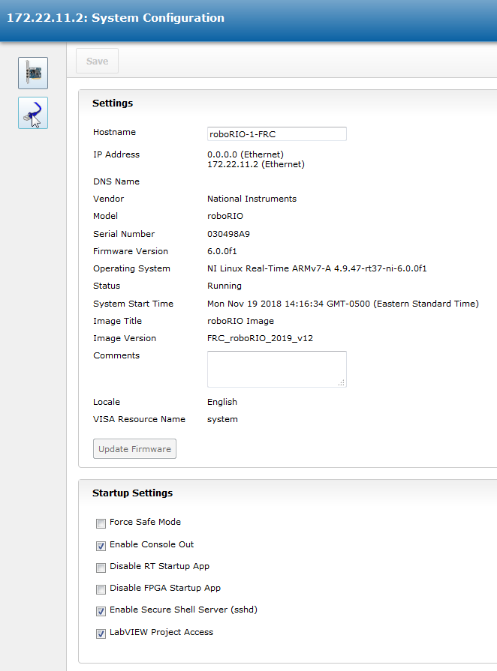 172.22.11.2: System Configuration
Save
Settings
Hostname roboRIO-1-FRC
IP Address 0.0.0.0 (Ethernet)
172.22.11.2 (Ethernet)
DNS Name
Vendor National Instruments
Model roboRIO
Serial Number 030498A9
Firmware Version 6.0.0f1
Operating System NI Linux Real-Time ARMv7-A 4.9.47-rt37-ni-6.0.0f1
Status Running
System Start Time Mon Nov 19 2018 14:16:34 GMT-0500 (Eastern Standard Time)
Image Title roboRIO Image
Image Version FRC_roboRIO_2019_v12
Comments
Locale English
VISA Resource Name system
Update Firmware
Startup Settings
Force Safe Mode
Enable Console Out
Disable RT Startup App
Disable FPGA Startup App
Enable Secure Shell Server (sshd)
LabVIEW Project Access